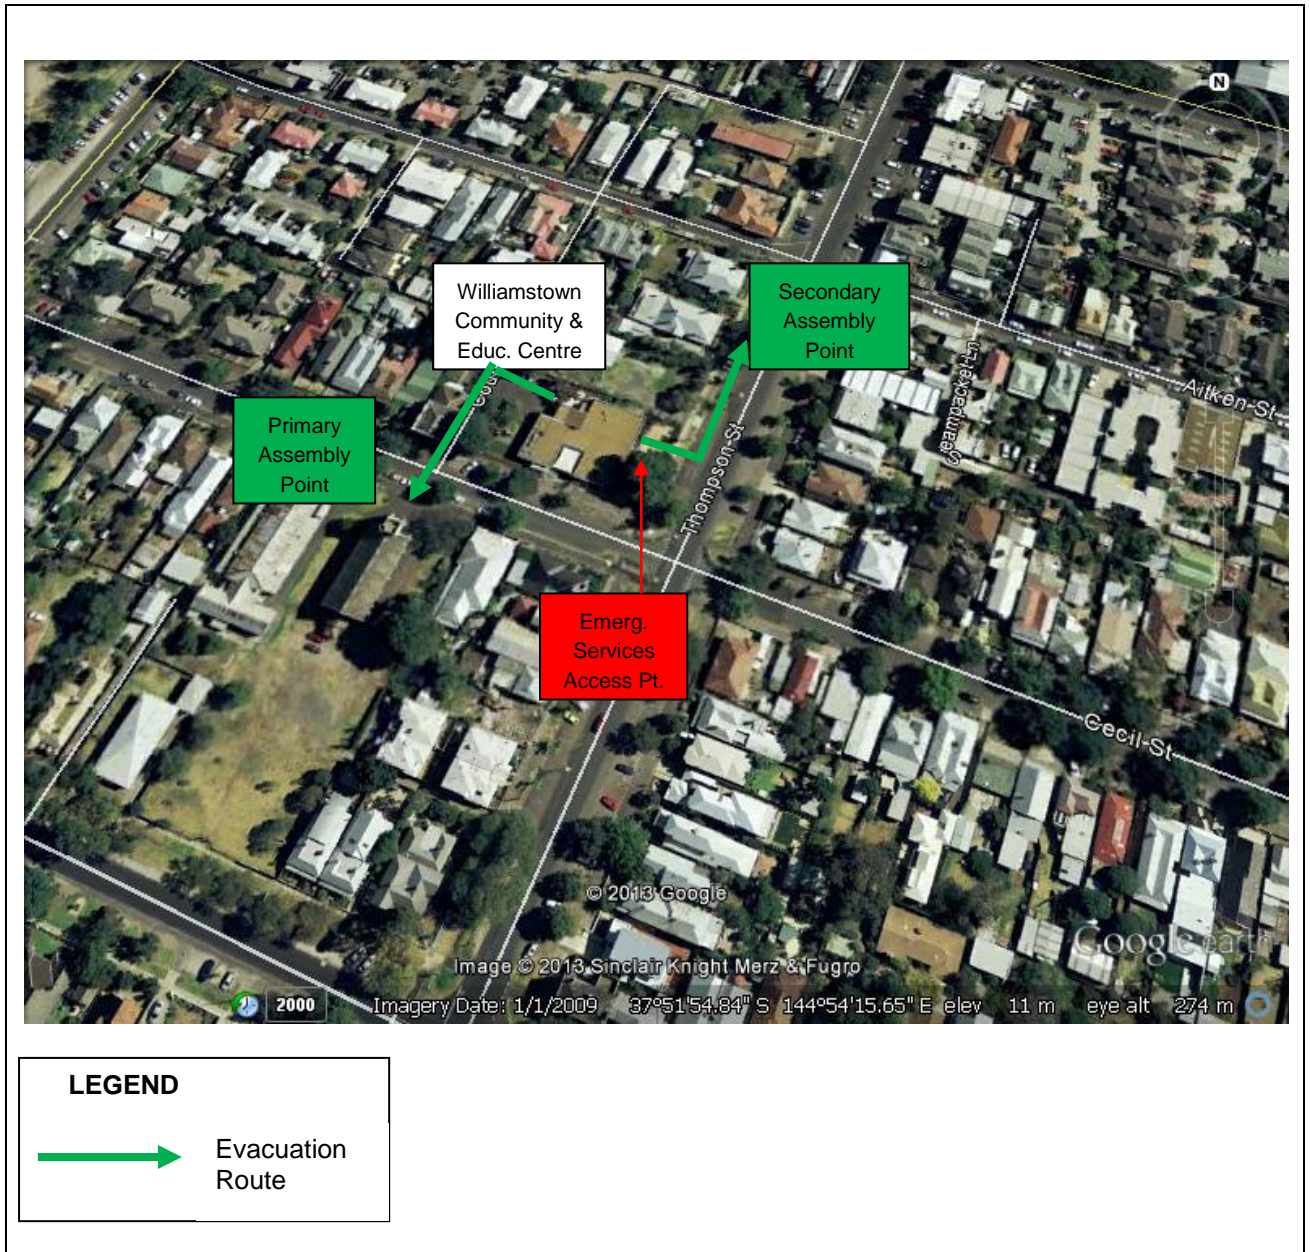 N
Williamstown
Community &
Educ. Centre
Secondary
Assembly
Point
Primary
Assembly
Point
Cou
Steampacket Ln
Aitken St
Thompson St
Emerg.
Services
Access Pt.
Cecil St
© 2013 Google
Google earth
Image © 2013 Sinclair Knight Merz & Fugro
2000
Imagery Date: 1/1/2009 37°51'54.84" S 144°54'15.65" E elev 11 m eye alt 274 m
LEGEND
Evacuation
Route